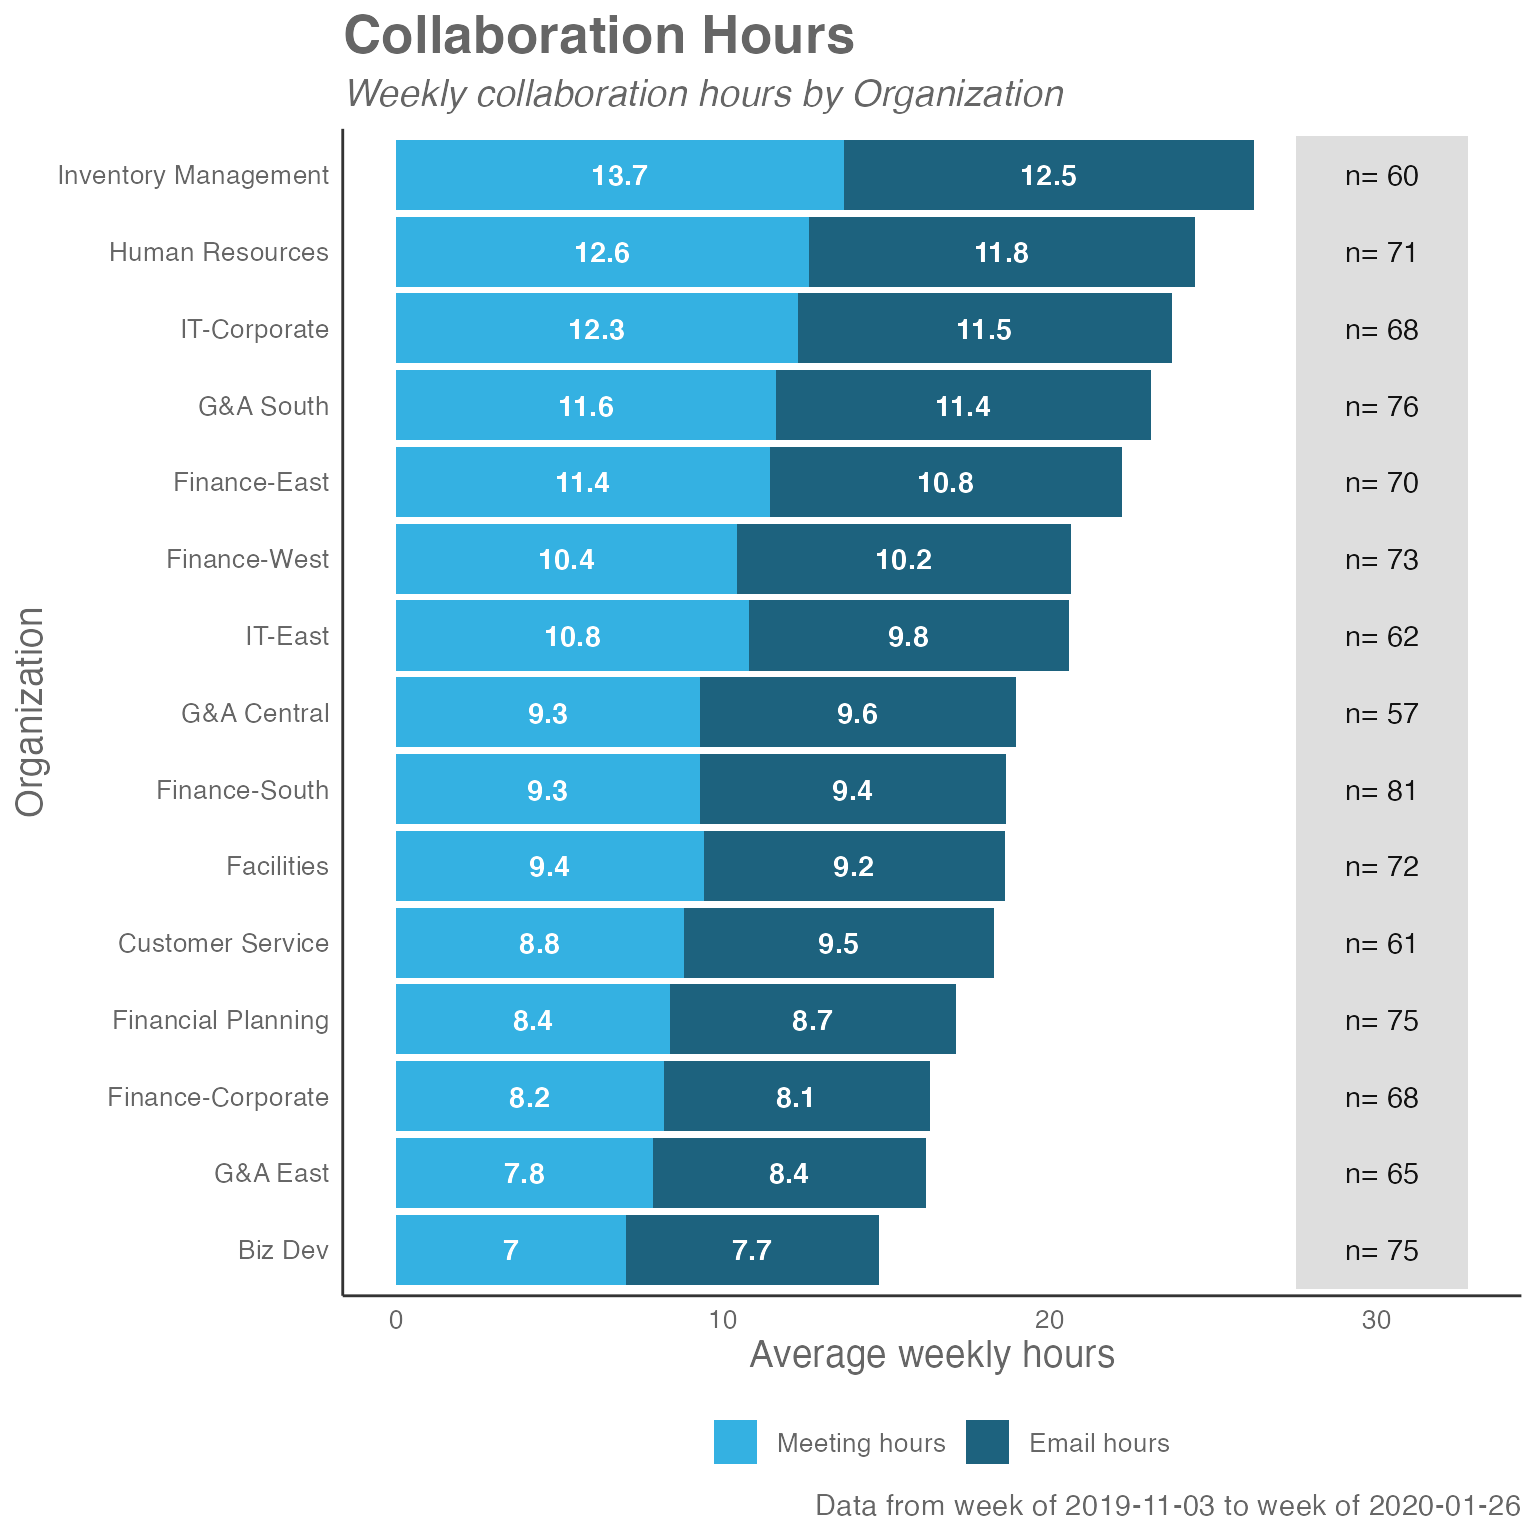 Collaboration Hours
Weekly collaboration hours by Organization
Organization
Inventory Management 13.7 12.5 n= 60
Human Resources 12.6 11.8 n= 71
IT-Corporate 12.3 11.5 n= 68
G&A South 11.6 11.4 n= 76
Finance-East 11.4 10.8 n= 70
Finance-West 10.4 10.2 n= 73
IT-East 10.8 9.8 n= 62
G&A Central 9.3 9.6 n= 57
Finance-South 9.3 9.4 n= 81
Facilities 9.4 9.2 n= 72
Customer Service 8.8 9.5 n= 61
Financial Planning 8.4 8.7 n= 75
Finance-Corporate 8.2 8.1 n= 68
G&A East 7.8 8.4 n= 65
Biz Dev 7 7.7 n= 75
0 10 20 30
Average weekly hours
Meeting hours Email hours
Data from week of 2019-11-03 to week of 2020-01-26